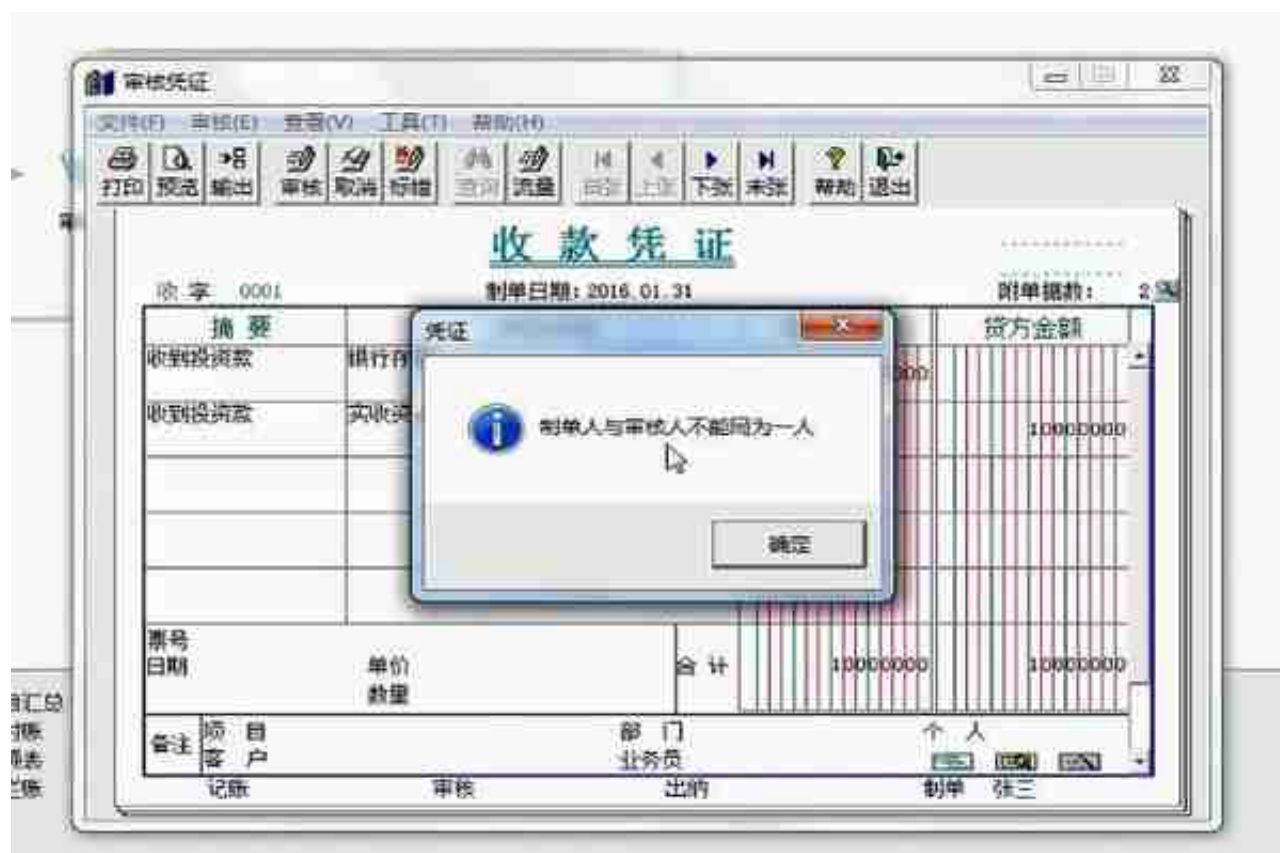 审核凭证
文件(F) 审核(E) 查看(V) 工具(T) 帮助(H)
打印 预览 输出 审核 取消 标错 查询 流量 首张 上张 下张 末张 帮助 退出
收款凭证
收 字 0001 制单日期：2016.01.31 附单据数： 2
摘要 贷方金额
收到投资款 银行存
收到投资款 实收资 10000000
凭证
制单人与审核人不能同为一人
确定
票号
日期 单价 合计 10000000 10000000
数量
备注 项目 部门 个人
客户 业务员
记账 审核 出纳 制单 张三